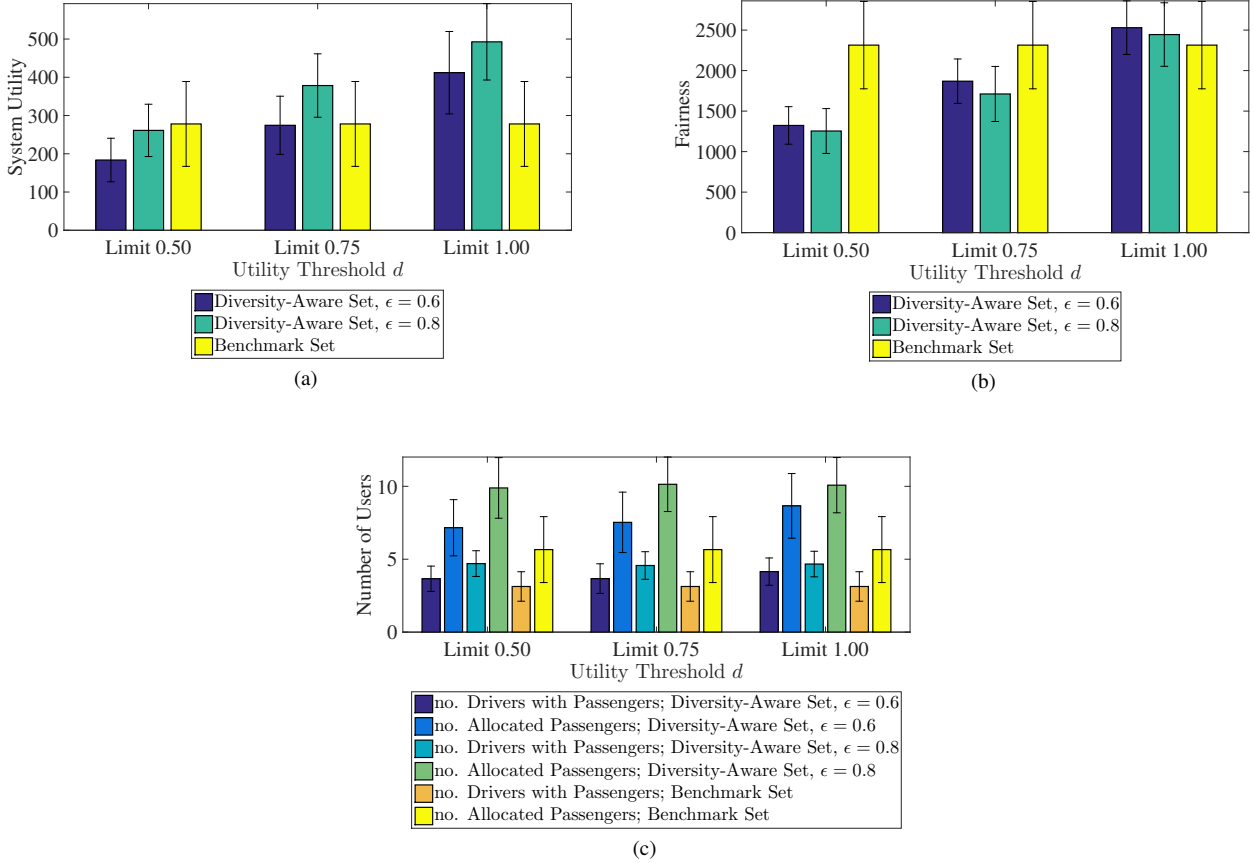 500
400
300
200
100
0
System Utility
Limit 0.50 Limit 0.75 Limit 1.00
Utility Threshold d
Diversity-Aware Set, ϵ = 0.6
Diversity-Aware Set, ϵ = 0.8
Benchmark Set
(a)
2500
2000
1500
1000
500
0
Fairness
Limit 0.50 Limit 0.75 Limit 1.00
Utility Threshold d
Diversity-Aware Set, ϵ = 0.6
Diversity-Aware Set, ϵ = 0.8
Benchmark Set
(b)
10
5
0
Number of Users
Limit 0.50 Limit 0.75 Limit 1.00
Utility Threshold d
no. Drivers with Passengers; Diversity-Aware Set, ϵ = 0.6
no. Allocated Passengers; Diversity-Aware Set, ϵ = 0.6
no. Drivers with Passengers; Diversity-Aware Set, ϵ = 0.8
no. Allocated Passengers; Diversity-Aware Set, ϵ = 0.8
no. Drivers with Passengers; Benchmark Set
no. Allocated Passengers; Benchmark Set
(c)